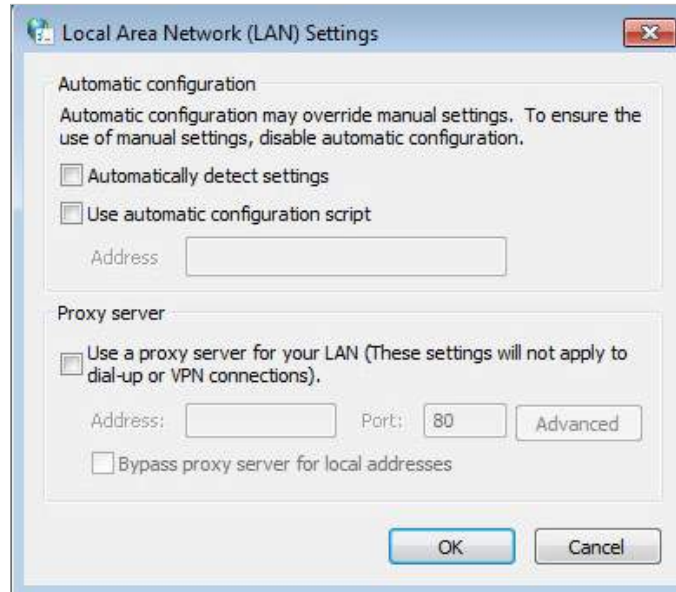 Local Area Network (LAN) Settings
Automatic configuration
Automatic configuration may override manual settings. To ensure the
use of manual settings, disable automatic configuration.
Automatically detect settings
Use automatic configuration script
Address
Proxy server
Use a proxy server for your LAN (These settings will not apply to
dial-up or VPN connections).
Address: Port: 80 Advanced
Bypass proxy server for local addresses
OK Cancel